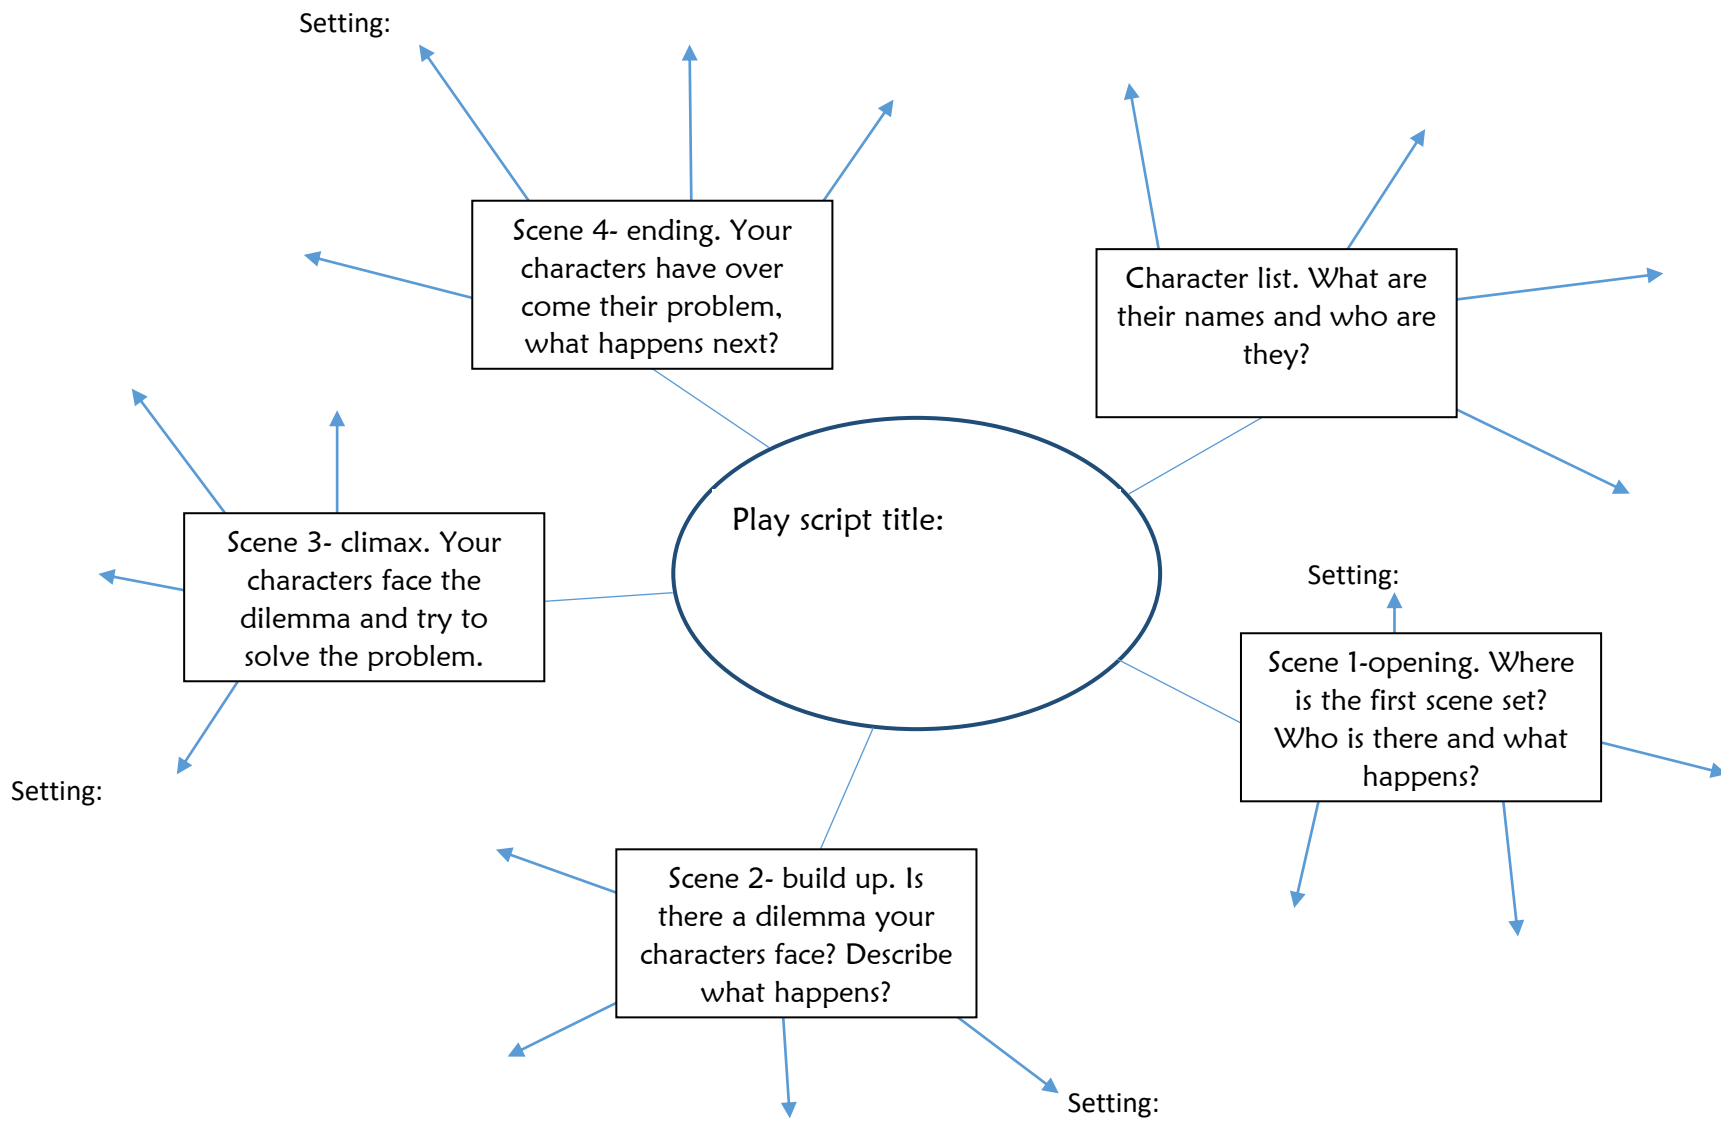 Setting:
Scene 4- ending. Your
characters have over
come their problem,
what happens next?
Character list. What are
their names and who are
they?
Play script title:
Scene 3- climax. Your
characters face the
dilemma and try to
solve the problem.
Setting:
Setting:
Scene 1-opening. Where
is the first scene set?
Who is there and what
happens?
Scene 2- build up. Is
there a dilemma your
characters face? Describe
what happens?
Setting: